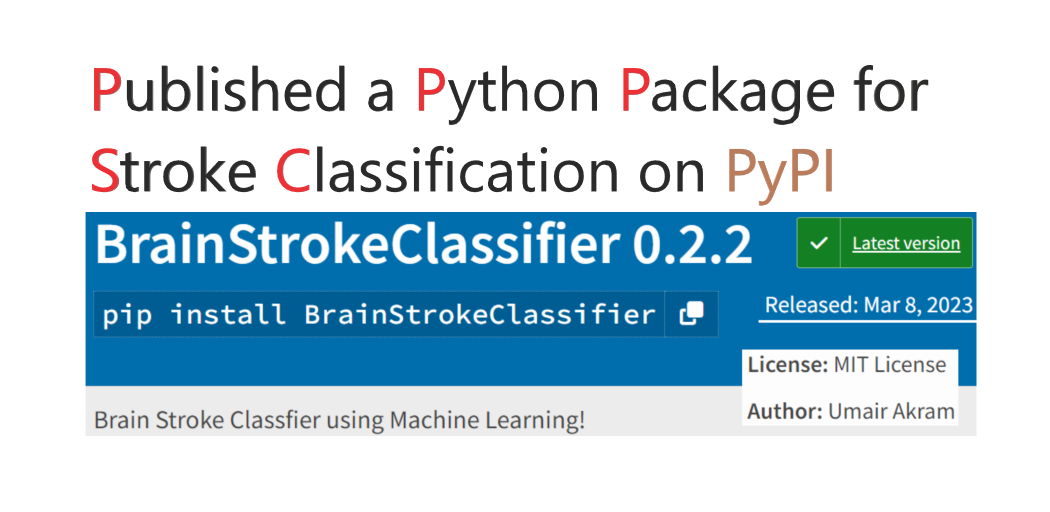 Published a Python Package for
Stroke Classification on PyPI
BrainStrokeClassifier 0.2.2
Latest version
pip install BrainStrokeClassifier
Released: Mar 8, 2023
License: MIT License
Author: Umair Akram
Brain Stroke Classfier using Machine Learning!